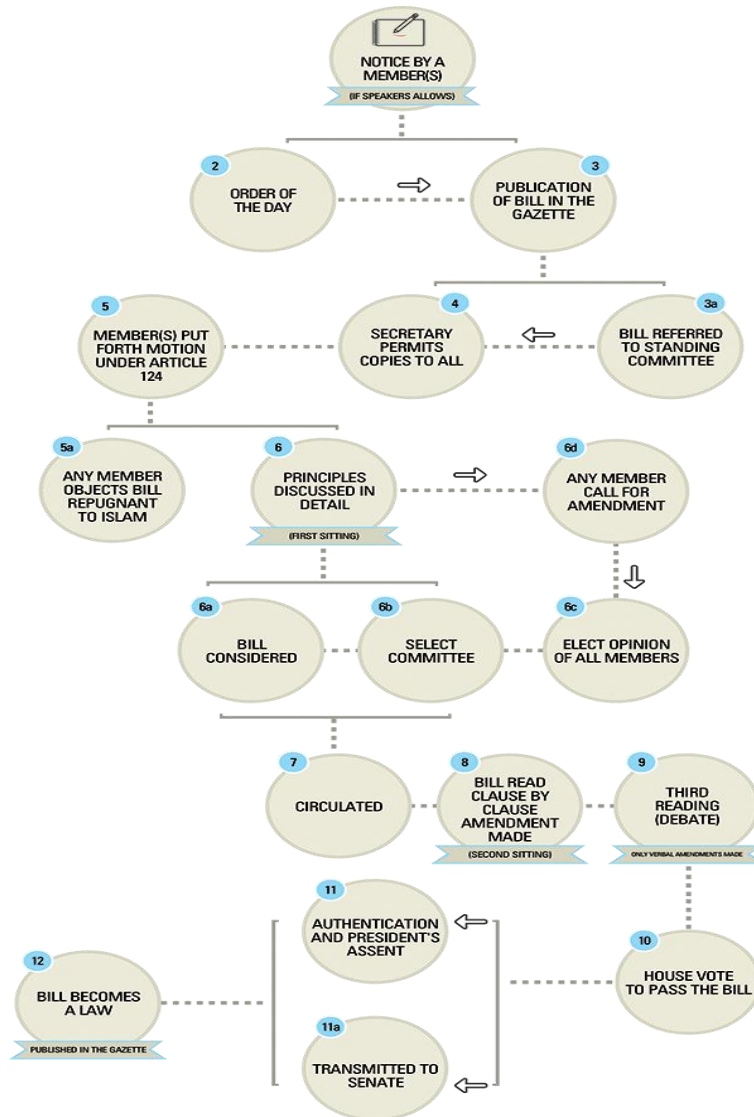 NOTICE BY A
MEMBER(S)
(IF SPEAKERS ALLOWS)
2
ORDER OF
THE DAY
3
PUBLICATION
OF BILL IN THE
GAZETTE
5
MEMBER(S) PUT
FORTH MOTION
UNDER ARTICLE
124
4
SECRETARY
PERMITS
COPIES TO ALL
3a
BILL REFERRED
TO STANDING
COMMITTEE
5a
ANY MEMBER
OBJECTS BILL
REPUGNANT
TO ISLAM
6
PRINCIPLES
DISCUSSED IN
DETAIL
(FIRST SITTING)
6d
ANY MEMBER
CALL FOR
AMENDMENT
6a
BILL
CONSIDERED
6b
SELECT
COMMITTEE
6c
ELECT OPINION
OF ALL MEMBERS
7
CIRCULATED
8
BILL READ
CLAUSE BY
CLAUSE
AMENDMENT
MADE
(SECOND SITTING)
9
THIRD
READING
(DEBATE)
ONLY VERBAL AMENDMENTS MADE
11
AUTHENTICATION
AND PRESIDENT'S
ASSENT
10
HOUSE VOTE
TO PASS THE BILL
12
BILL BECOMES
A LAW
PUBLISHED IN THE GAZETTE
11a
TRANSMITTED TO
SENATE